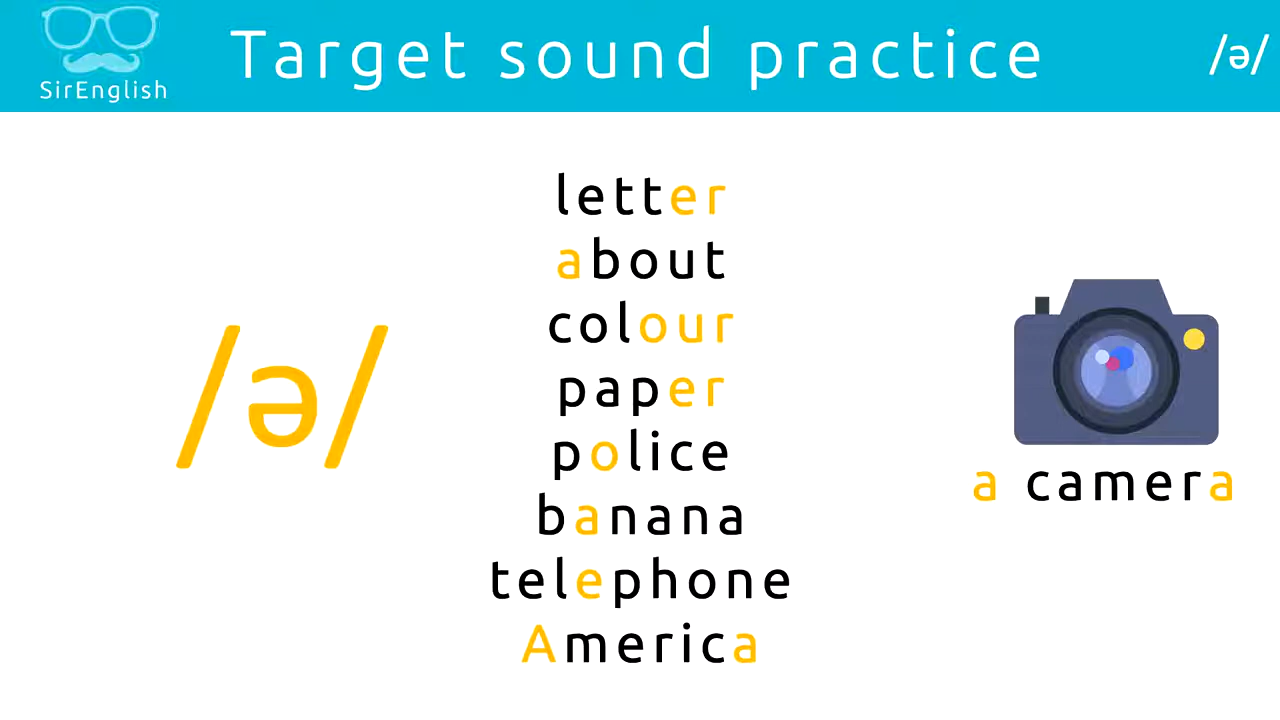 SirEnglish
Target sound practice
/ə/
letter
about
colour
paper
police
banana
telephone
America
/ə/
a camera